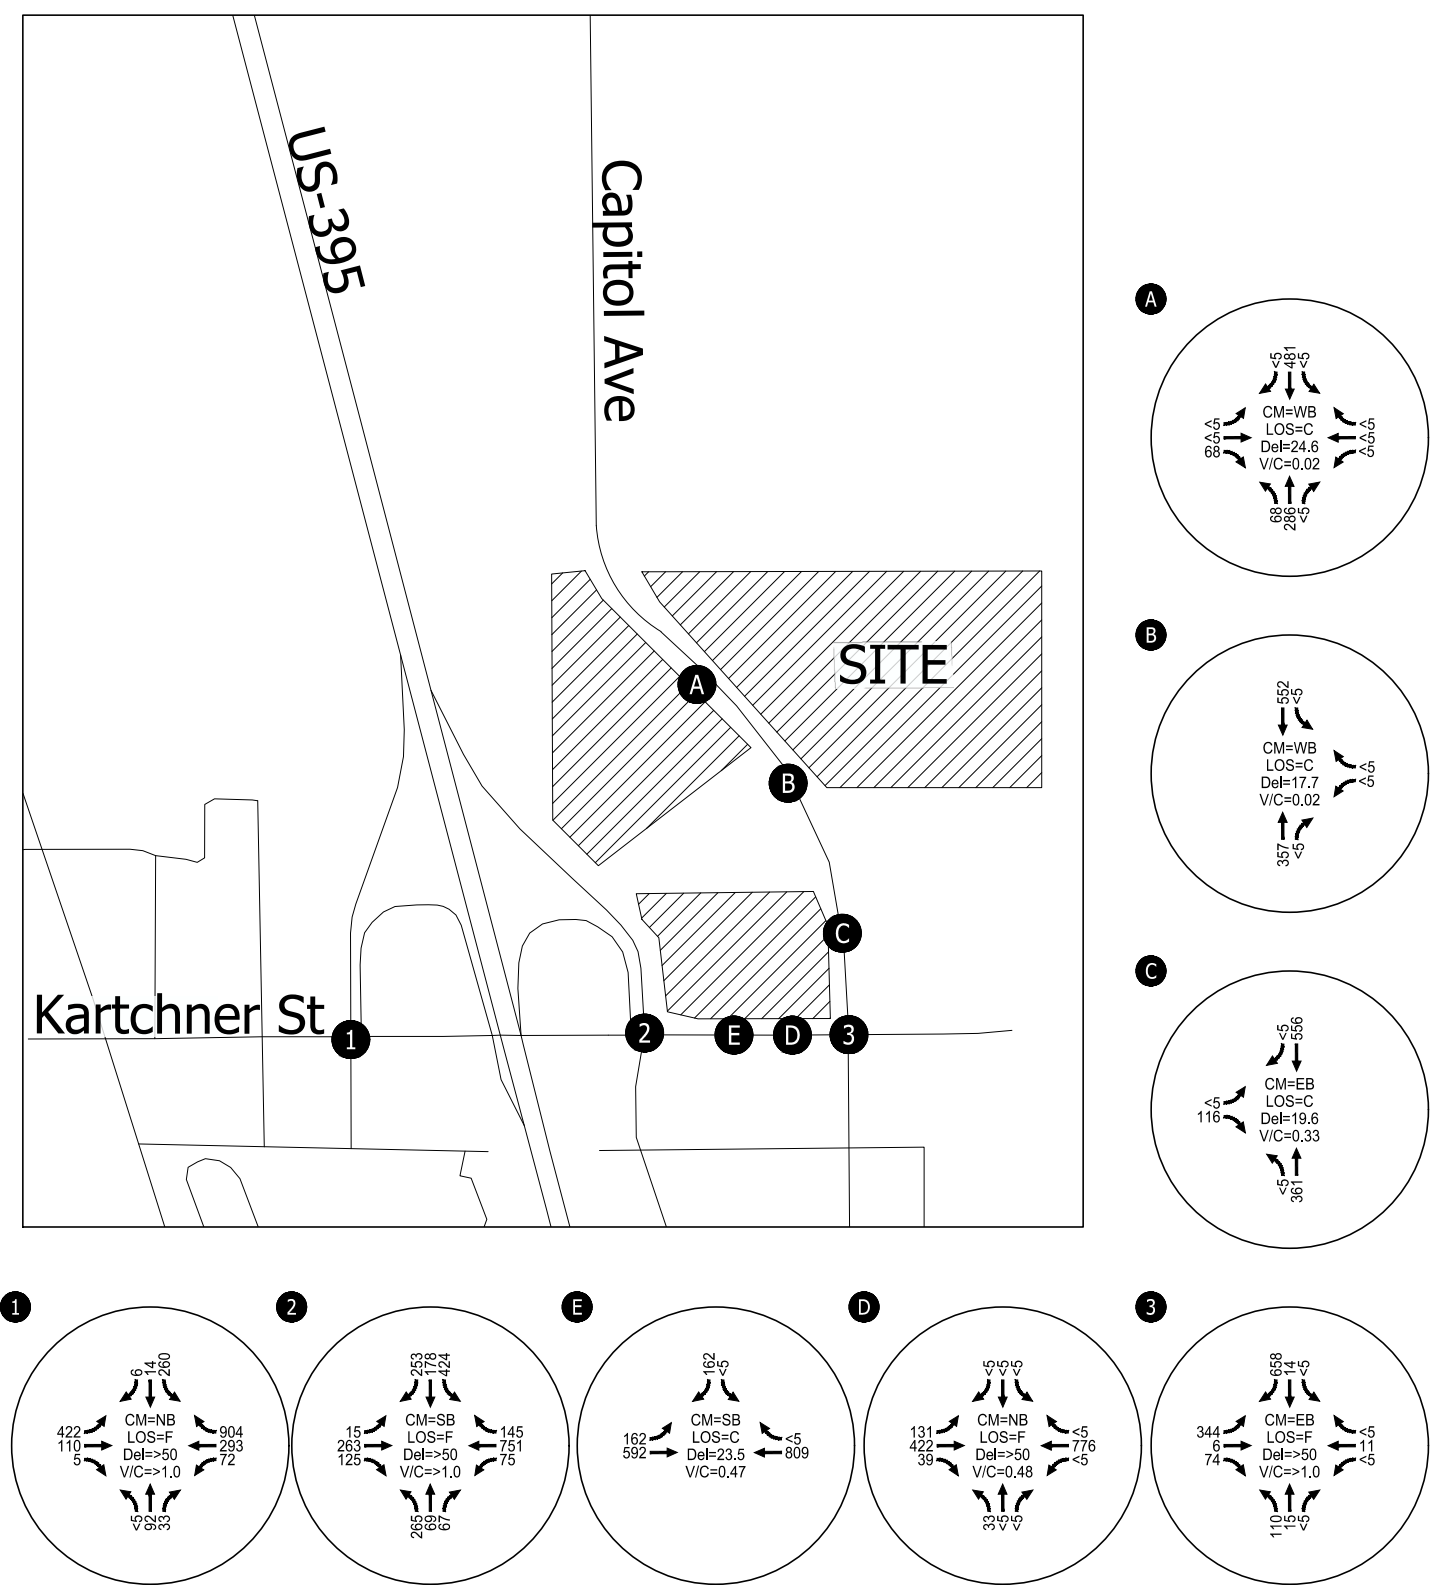 US-395
Capitol Ave
SITE
Kartchner St
A
B
C
1
2
E
D
3
A
<5 481 <5
CM=WB
LOS=C
Del=24.6
V/C=0.02
<5
<5
68
<5
<5
<5
68 286 <5
B
552 <5
CM=WB
LOS=C
Del=17.7
V/C=0.02
<5
<5
357 <5
C
<5 556
CM=EB
LOS=C
Del=19.6
V/C=0.33
<5
116
<5 361
1
6 14 260
CM=NB
LOS=F
Del=>50
V/C=>1.0
422
110
5
904
293
72
<5 92 33
2
253 178 424
CM=SB
LOS=F
Del=>50
V/C=>1.0
15
263
125
145
751
75
265 69 67
E
162 <5
CM=SB
LOS=C
Del=23.5
V/C=0.47
162
592
<5
809
D
<5 <5 <5
CM=NB
LOS=F
Del=>50
V/C=0.48
131
422
39
<5
776
<5
33 <5 <5
3
658 14 <5
CM=EB
LOS=F
Del=>50
V/C=>1.0
344
6
74
<5
11
<5
110 15 <5